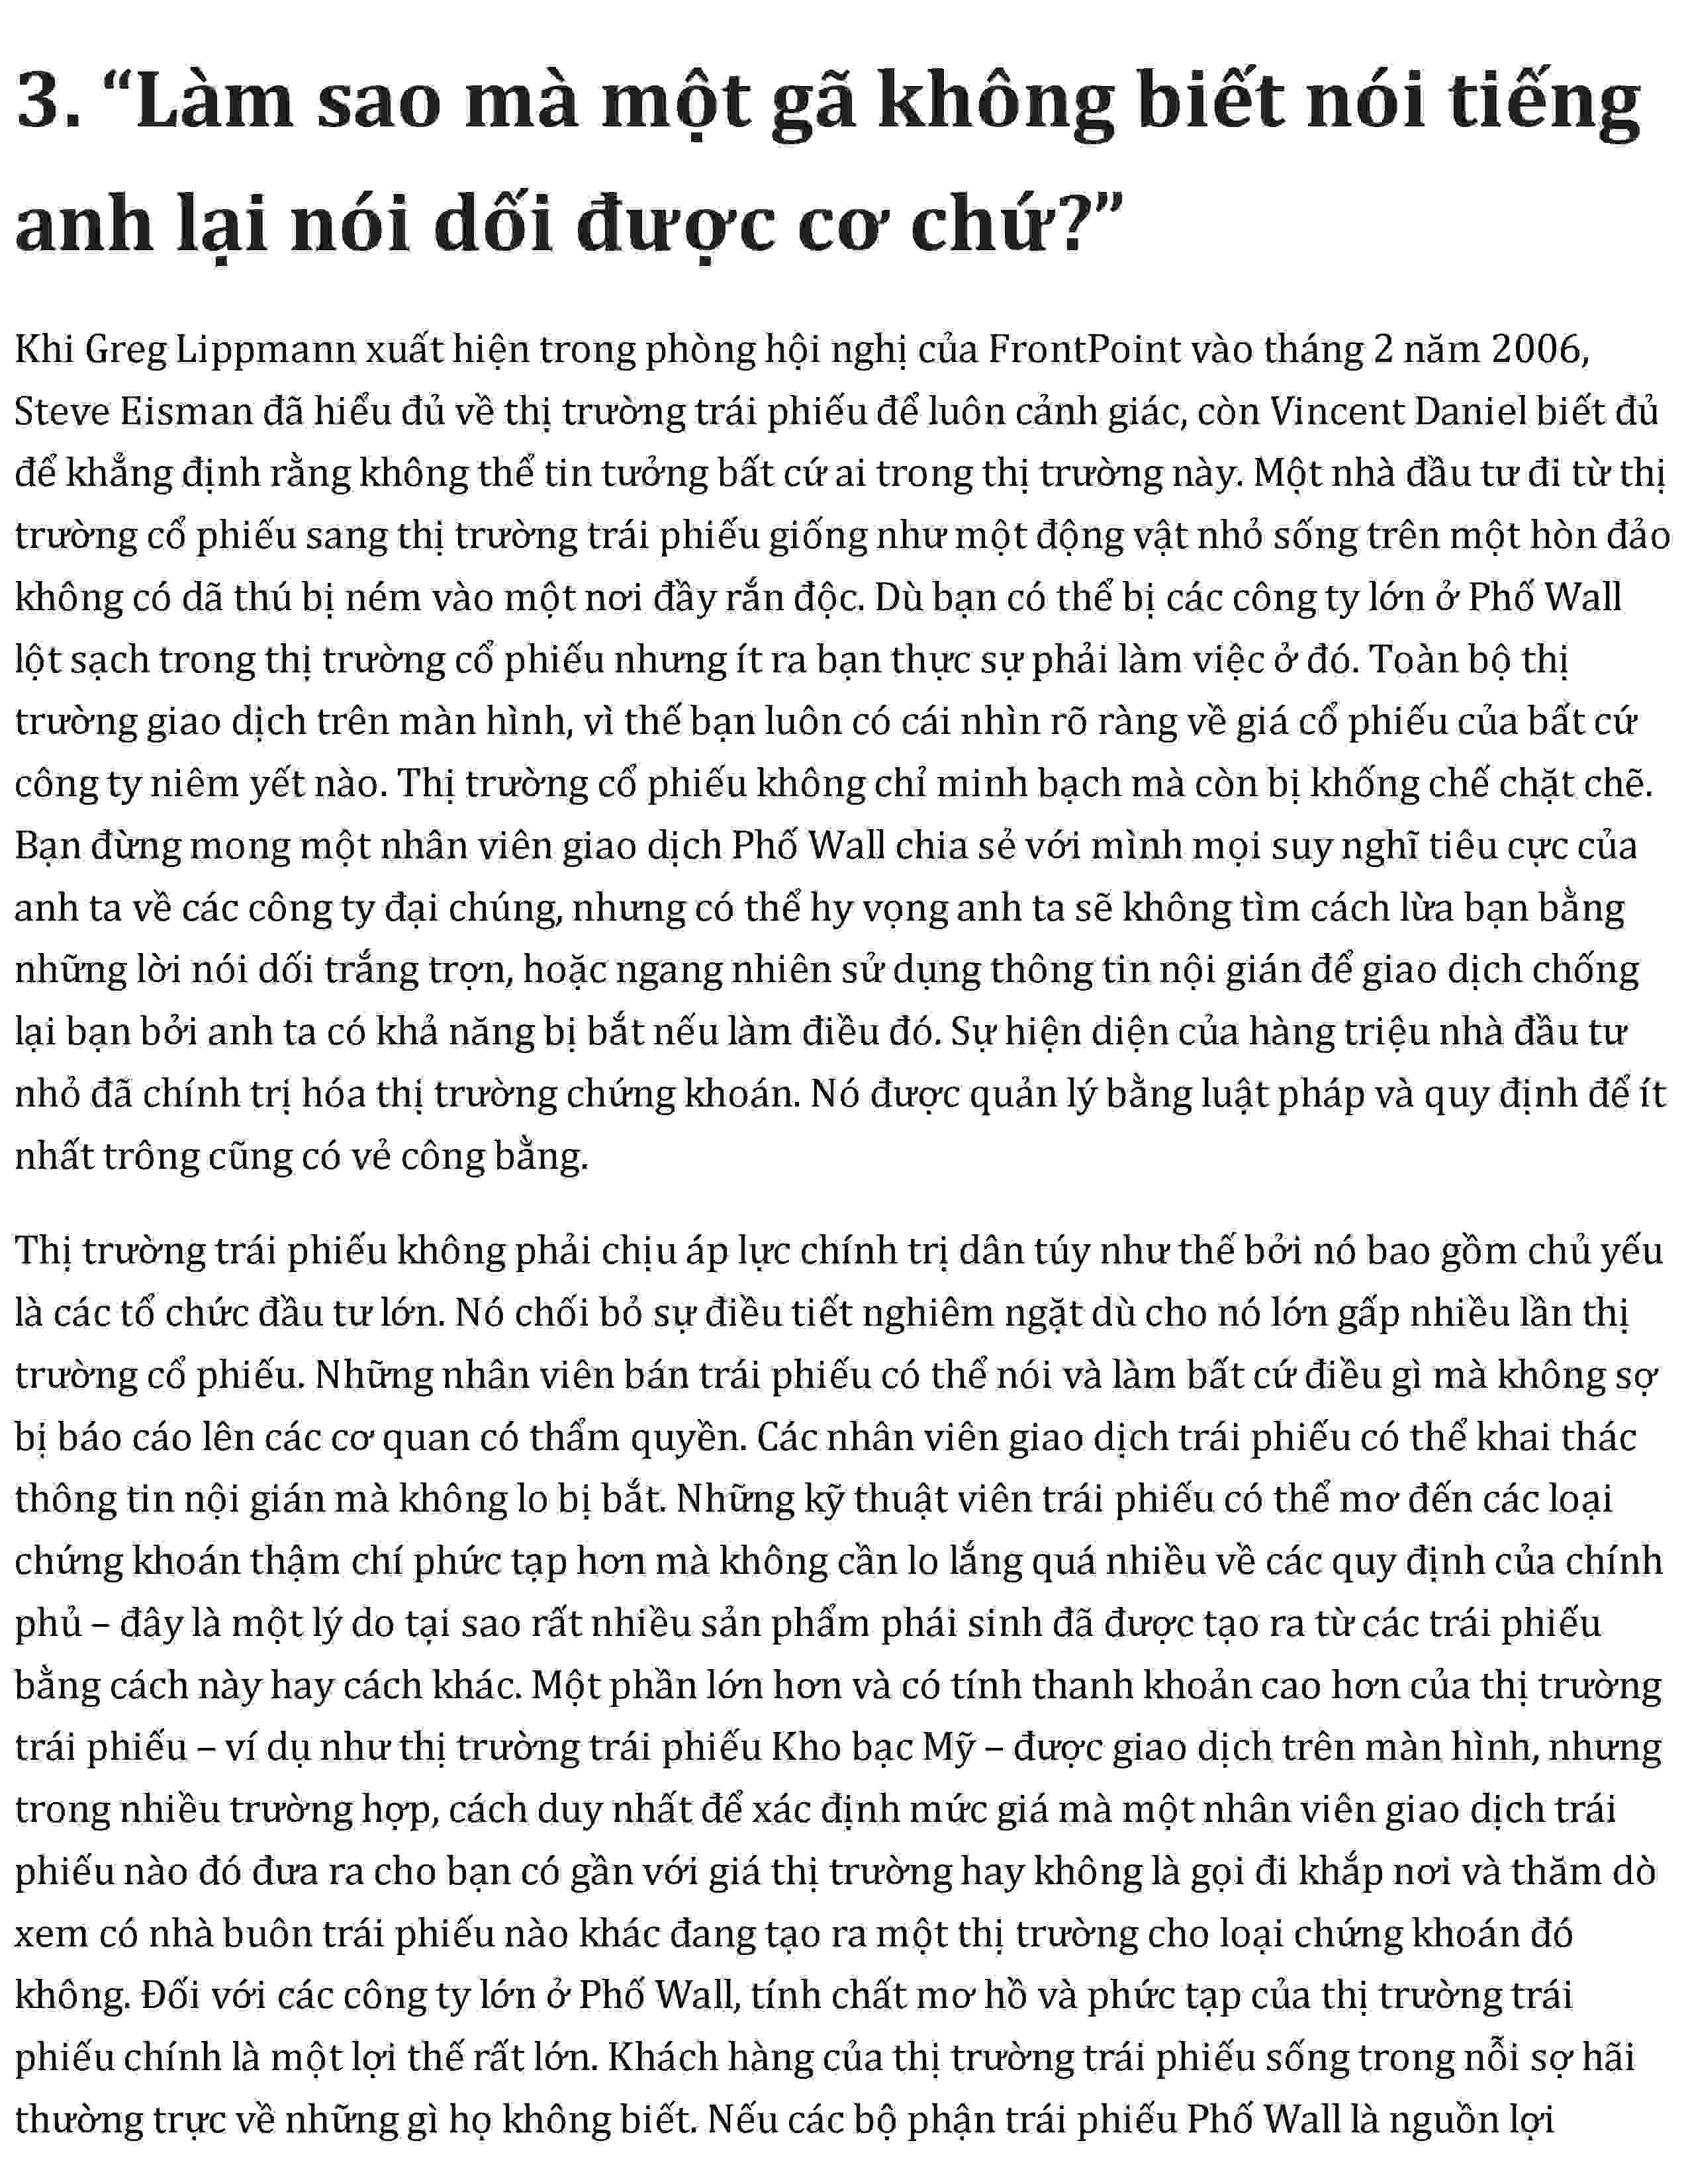 3. “Làm sao mà một gã không biết nói tiếng
anh lại nói dối được cơ chứ?”
Khi Greg Lippmann xuất hiện trong phòng hội nghị của FrontPoint vào tháng 2 năm 2006,
Steve Eisman đã hiểu đủ về thị trường trái phiếu để luôn cảnh giác, còn Vincent Daniel biết đủ
để khẳng định rằng không thể tin tưởng bất cứ ai trong thị trường này. Một nhà đầu tư đi từ thị
trường cổ phiếu sang thị trường trái phiếu giống như một động vật nhỏ sống trên một hòn đảo
không có dã thú bị ném vào một nơi đầy rắn độc. Dù bạn có thể bị các công ty lớn ở Phố Wall
lột sạch trong thị trường cổ phiếu nhưng ít ra bạn thực sự phải làm việc ở đó. Toàn bộ thị
trường giao dịch trên màn hình, vì thế bạn luôn có cái nhìn rõ ràng về giá cổ phiếu của bất cứ
công ty niêm yết nào. Thị trường cổ phiếu không chỉ minh bạch mà còn bị khống chế chặt chẽ.
Bạn đừng mong một nhân viên giao dịch Phố Wall chia sẻ với mình mọi suy nghĩ tiêu cực của
anh ta về các công ty đại chúng, nhưng có thể hy vọng anh ta sẽ không tìm cách lừa bạn bằng
những lời nói dối trắng trợn, hoặc ngang nhiên sử dụng thông tin nội gián để giao dịch chống
lại bạn bởi anh ta có khả năng bị bắt nếu làm điều đó. Sự hiện diện của hàng triệu nhà đầu tư
nhỏ đã chính trị hóa thị trường chứng khoán. Nó được quản lý bằng luật pháp và quy định để ít
nhất trông cũng có vẻ công bằng.
Thị trường trái phiếu không phải chịu áp lực chính trị dân túy như thế bởi nó bao gồm chủ yếu
là các tổ chức đầu tư lớn. Nó chối bỏ sự điều tiết nghiêm ngặt dù cho nó lớn gấp nhiều lần thị
trường cổ phiếu. Những nhân viên bán trái phiếu có thể nói và làm bất cứ điều gì mà không sợ
bị báo cáo lên các cơ quan có thẩm quyền. Các nhân viên giao dịch trái phiếu có thể khai thác
thông tin nội gián mà không lo bị bắt. Những kỹ thuật viên trái phiếu có thể mơ đến các loại
chứng khoán thậm chí phức tạp hơn mà không cần lo lắng quá nhiều về các quy định của chính
phủ – đây là một lý do tại sao rất nhiều sản phẩm phái sinh đã được tạo ra từ các trái phiếu
bằng cách này hay cách khác. Một phần lớn hơn và có tính thanh khoản cao hơn của thị trường
trái phiếu – ví dụ như thị trường trái phiếu Kho bạc Mỹ – được giao dịch trên màn hình, nhưng
trong nhiều trường hợp, cách duy nhất để xác định mức giá mà một nhân viên giao dịch trái
phiếu nào đó đưa ra cho bạn có gần với giá thị trường hay không là gọi đi khắp nơi và thăm dò
xem có nhà buôn trái phiếu nào khác đang tạo ra một thị trường cho loại chứng khoán đó
không. Đối với các công ty lớn ở Phố Wall, tính chất mơ hồ và phức tạp của thị trường trái
phiếu chính là một lợi thế rất lớn. Khách hàng của thị trường trái phiếu sống trong nỗi sợ hãi
thường trực về những gì họ không biết. Nếu các bộ phận trái phiếu Phố Wall là nguồn lợi